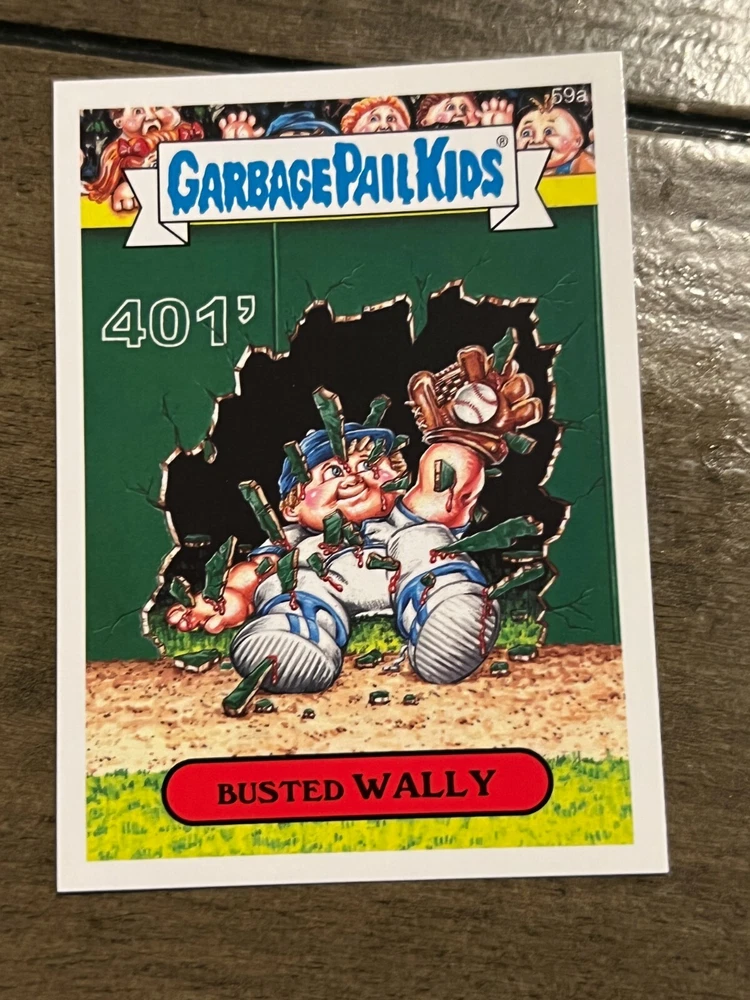 59a
GARBAGE PAIL KIDS®
401'
BUSTED WALLY